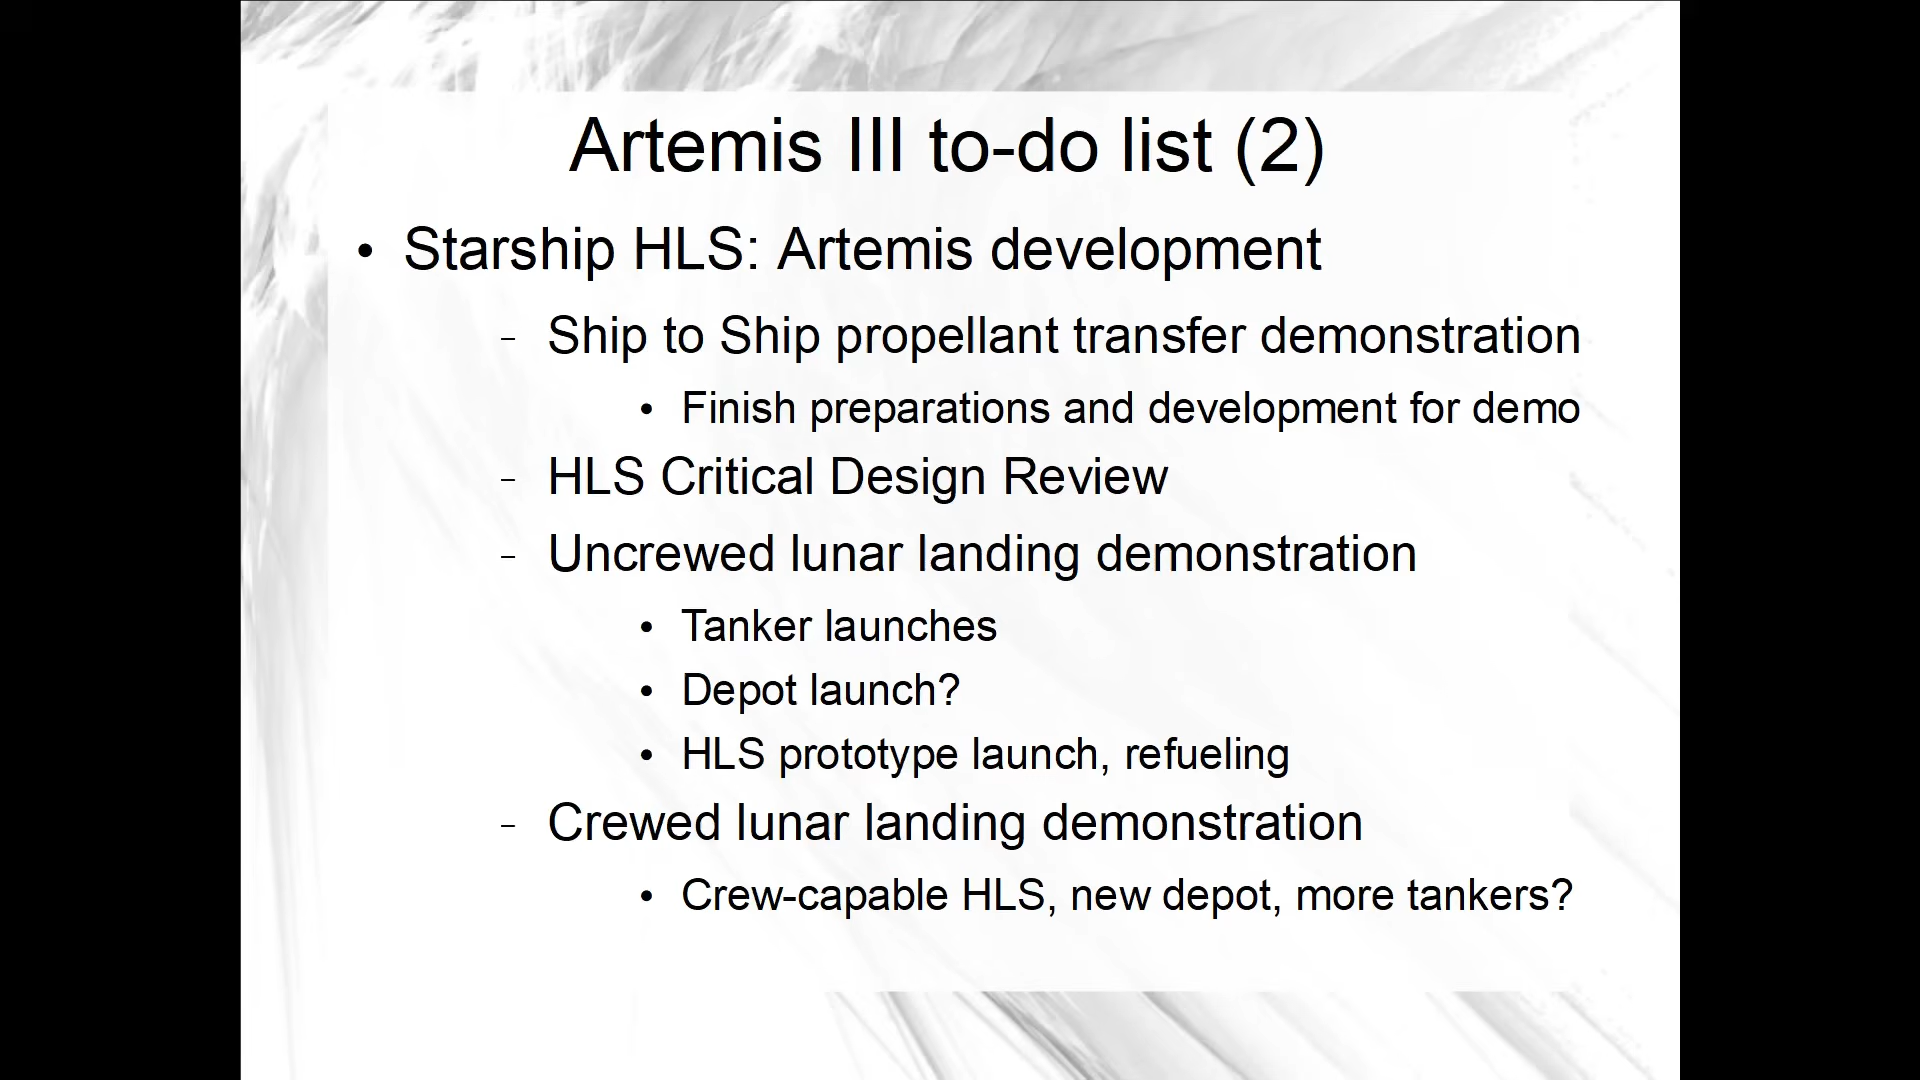 Artemis III to-do list (2)
• Starship HLS: Artemis development
– Ship to Ship propellant transfer demonstration
• Finish preparations and development for demo
– HLS Critical Design Review
– Uncrewed lunar landing demonstration
• Tanker launches
• Depot launch?
• HLS prototype launch, refueling
– Crewed lunar landing demonstration
• Crew-capable HLS, new depot, more tankers?